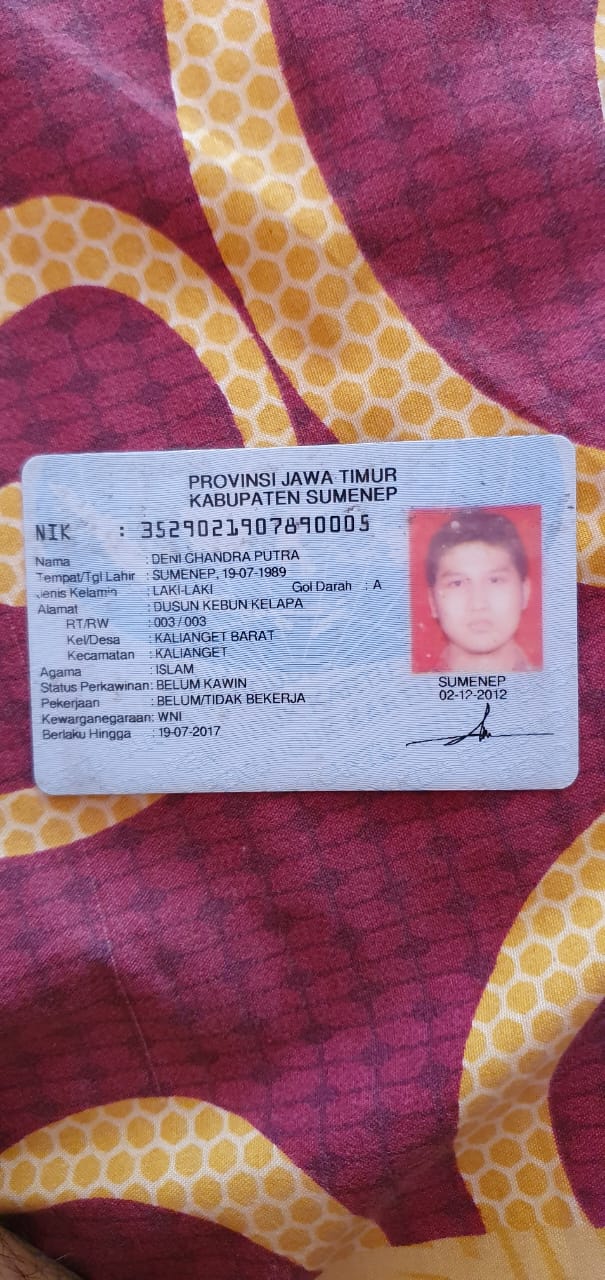 PROVINSI JAWA TIMUR
KABUPATEN SUMENEP
NIK : 3529021907890005
Nama : DENI CHANDRA PUTRA
Tempat/Tgl Lahir : SUMENEP, 19-07-1989
Jenis Kelamin : LAKI-LAKI Gol Darah : A
Alamat : DUSUN KEBUN KELAPA
RT/RW : 003 / 003
Kel/Desa : KALIANGET BARAT
Kecamatan : KALIANGET
Agama : ISLAM
Status Perkawinan: BELUM KAWIN
Pekerjaan : BELUM/TIDAK BEKERJA
Kewarganegaraan: WNI
Berlaku Hingga : 19-07-2017
SUMENEP
02-12-2012